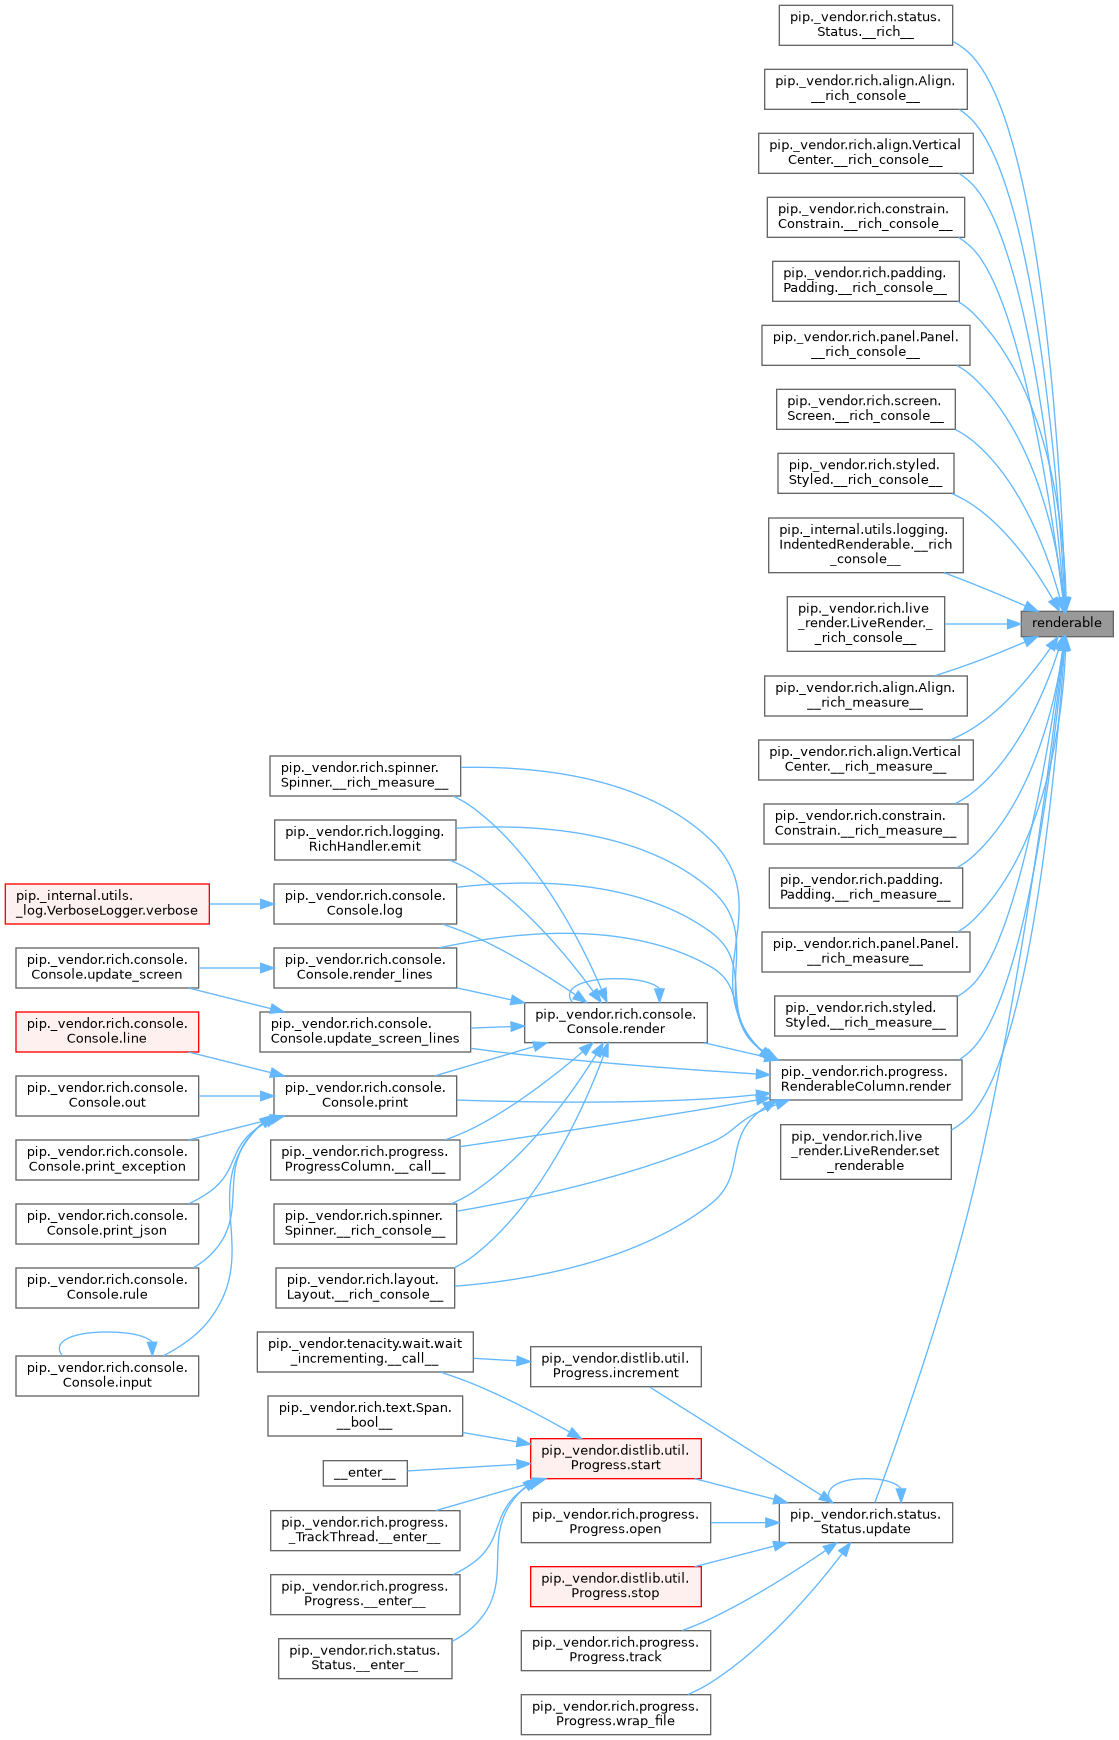 pip._vendor.rich.status.
Status.__rich__
pip._vendor.rich.align.Align.
__rich_console__
pip._vendor.rich.align.Vertical
Center.__rich_console__
pip._vendor.rich.constrain.
Constrain.__rich_console__
pip._vendor.rich.padding.
Padding.__rich_console__
pip._vendor.rich.panel.Panel.
__rich_console__
pip._vendor.rich.screen.
Screen.__rich_console__
pip._vendor.rich.styled.
Styled.__rich_console__
pip._internal.utils.logging.
IndentedRenderable.__rich
_console__
pip._vendor.rich.live
_render.LiveRender._
_rich_console__
renderable
pip._vendor.rich.align.Align.
__rich_measure__
pip._vendor.rich.align.Vertical
Center.__rich_measure__
pip._vendor.rich.constrain.
Constrain.__rich_measure__
pip._vendor.rich.padding.
Padding.__rich_measure__
pip._vendor.rich.panel.Panel.
__rich_measure__
pip._vendor.rich.styled.
Styled.__rich_measure__
pip._vendor.rich.progress.
RenderableColumn.render
pip._vendor.rich.live
_render.LiveRender.set
_renderable
pip._vendor.rich.status.
Status.update
pip._vendor.rich.console.
Console.render
pip._vendor.rich.spinner.
Spinner.__rich_measure__
pip._vendor.rich.logging.
RichHandler.emit
pip._vendor.rich.console.
Console.log
pip._vendor.rich.console.
Console.render_lines
pip._vendor.rich.console.
Console.update_screen_lines
pip._vendor.rich.console.
Console.print
pip._vendor.rich.progress.
ProgressColumn.__call__
pip._vendor.rich.spinner.
Spinner.__rich_console__
pip._vendor.rich.layout.
Layout.__rich_console__
pip._internal.utils.
_log.VerboseLogger.verbose
pip._vendor.rich.console.
Console.update_screen
pip._vendor.rich.console.
Console.line
pip._vendor.rich.console.
Console.out
pip._vendor.rich.console.
Console.print_exception
pip._vendor.rich.console.
Console.print_json
pip._vendor.rich.console.
Console.rule
pip._vendor.rich.console.
Console.input
pip._vendor.tenacity.wait.wait
_incrementing.__call__
pip._vendor.rich.text.Span.
__bool__
__enter__
pip._vendor.rich.progress.
_TrackThread.__enter__
pip._vendor.rich.progress.
Progress.__enter__
pip._vendor.rich.status.
Status.__enter__
pip._vendor.distlib.util.
Progress.increment
pip._vendor.distlib.util.
Progress.start
pip._vendor.rich.progress.
Progress.open
pip._vendor.distlib.util.
Progress.stop
pip._vendor.rich.progress.
Progress.track
pip._vendor.rich.progress.
Progress.wrap_file